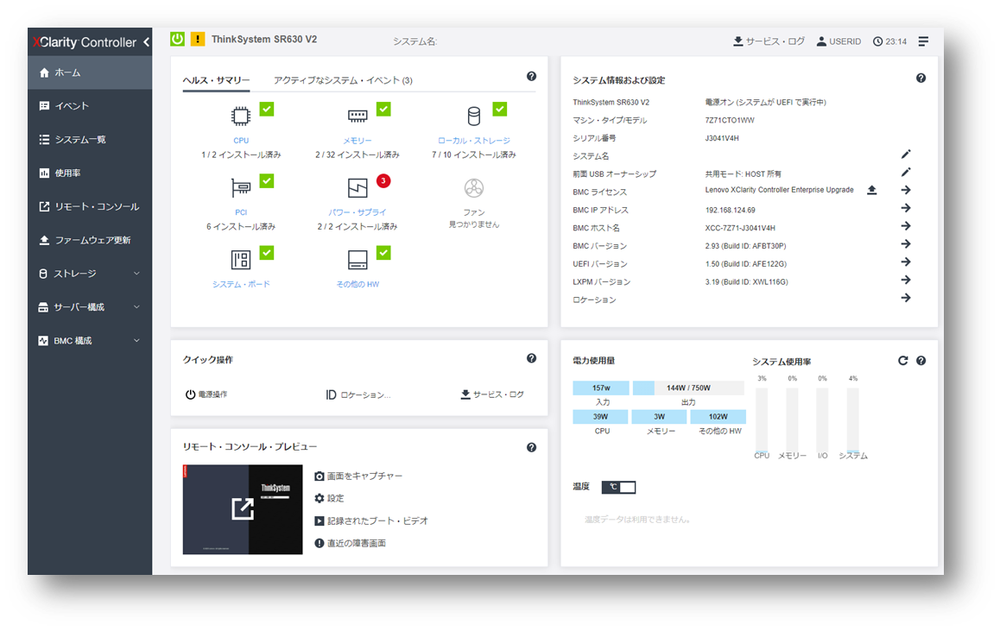 XClarity Controller
ThinkSystem SR630 V2
システム名:
サービス・ログ
USERID
23:14
ホーム
イベント
システム一覧
使用率
リモート・コンソール
ファームウェア更新
ストレージ
サーバー構成
BMC 構成
ヘルス・サマリー
アクティブなシステム・イベント (3)
CPU
1 / 2 インストール済み
メモリー
2 / 32 インストール済み
ローカル・ストレージ
7 / 10 インストール済み
PCI
6 インストール済み
3
パワー・サプライ
2 / 2 インストール済み
ファン
見つかりません
システム・ボード
その他の HW
システム情報および設定
ThinkSystem SR630 V2 電源オン (システムが UEFI で実行中)
マシン・タイプ/モデル 7Z71CTO1WW
シリアル番号 J3041V4H
システム名
前面 USB オーナーシップ 共用モード: HOST 所有
BMC ライセンス Lenovo XClarity Controller Enterprise Upgrade
BMC IP アドレス 192.168.124.69
BMC ホスト名 XCC-7Z71-J3041V4H
BMC バージョン 2.93 (Build ID: AFBT30P)
UEFI バージョン 1.50 (Build ID: AFE122G)
LXPM バージョン 3.19 (Build ID: XWL116G)
ロケーション
クイック操作
電源操作
ロケーション...
サービス・ログ
リモート・コンソール・プレビュー
ThinkSystem
画面をキャプチャー
設定
記録されたブート・ビデオ
直近の障害画面
電力使用量
157w
144W / 750W
入力
出力
39W
3W
102W
CPU
メモリー
その他の HW
システム使用率
3%
0%
0%
4%
CPU
メモリー
I/O
システム
温度
℃
温度データは利用できません。